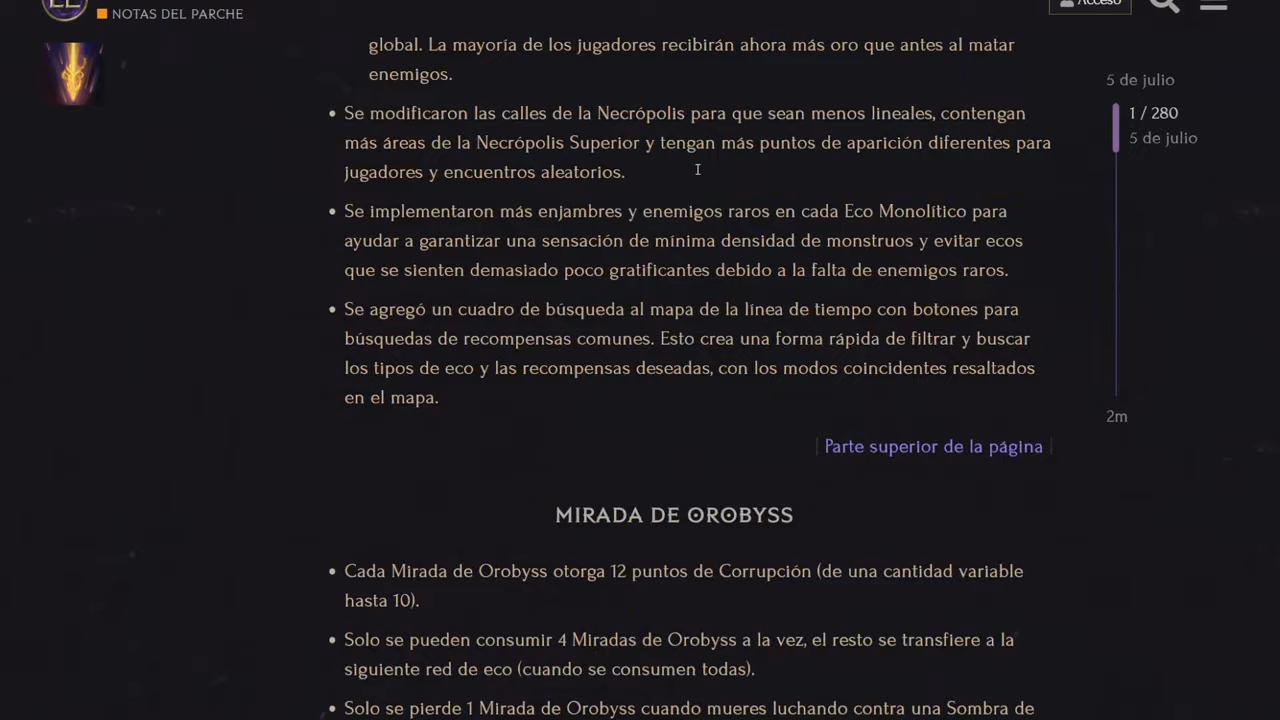 NOTAS DEL PARCHE
Acceso
global. La mayoría de los jugadores recibirán ahora más oro que antes al matar
enemigos.
Se modificaron las calles de la Necrópolis para que sean menos lineales, contengan
más áreas de la Necrópolis Superior y tengan más puntos de aparición diferentes para
jugadores y encuentros aleatorios.
Se implementaron más enjambres y enemigos raros en cada Eco Monolítico para
ayudar a garantizar una sensación de mínima densidad de monstruos y evitar ecos
que se sienten demasiado poco gratificantes debido a la falta de enemigos raros.
Se agregó un cuadro de búsqueda al mapa de la línea de tiempo con botones para
búsquedas de recompensas comunes. Esto crea una forma rápida de filtrar y buscar
los tipos de eco y las recompensas deseadas, con los modos coincidentes resaltados
en el mapa.
Parte superior de la página
MIRADA DE OROBYSS
Cada Mirada de Orobyss otorga 12 puntos de Corrupción (de una cantidad variable
hasta 10).
Solo se pueden consumir 4 Miradas de Orobyss a la vez, el resto se transfiere a la
siguiente red de eco (cuando se consumen todas).
Solo se pierde 1 Mirada de Orobyss cuando mueres luchando contra una Sombra de
5 de julio
1 / 280
5 de julio
2m